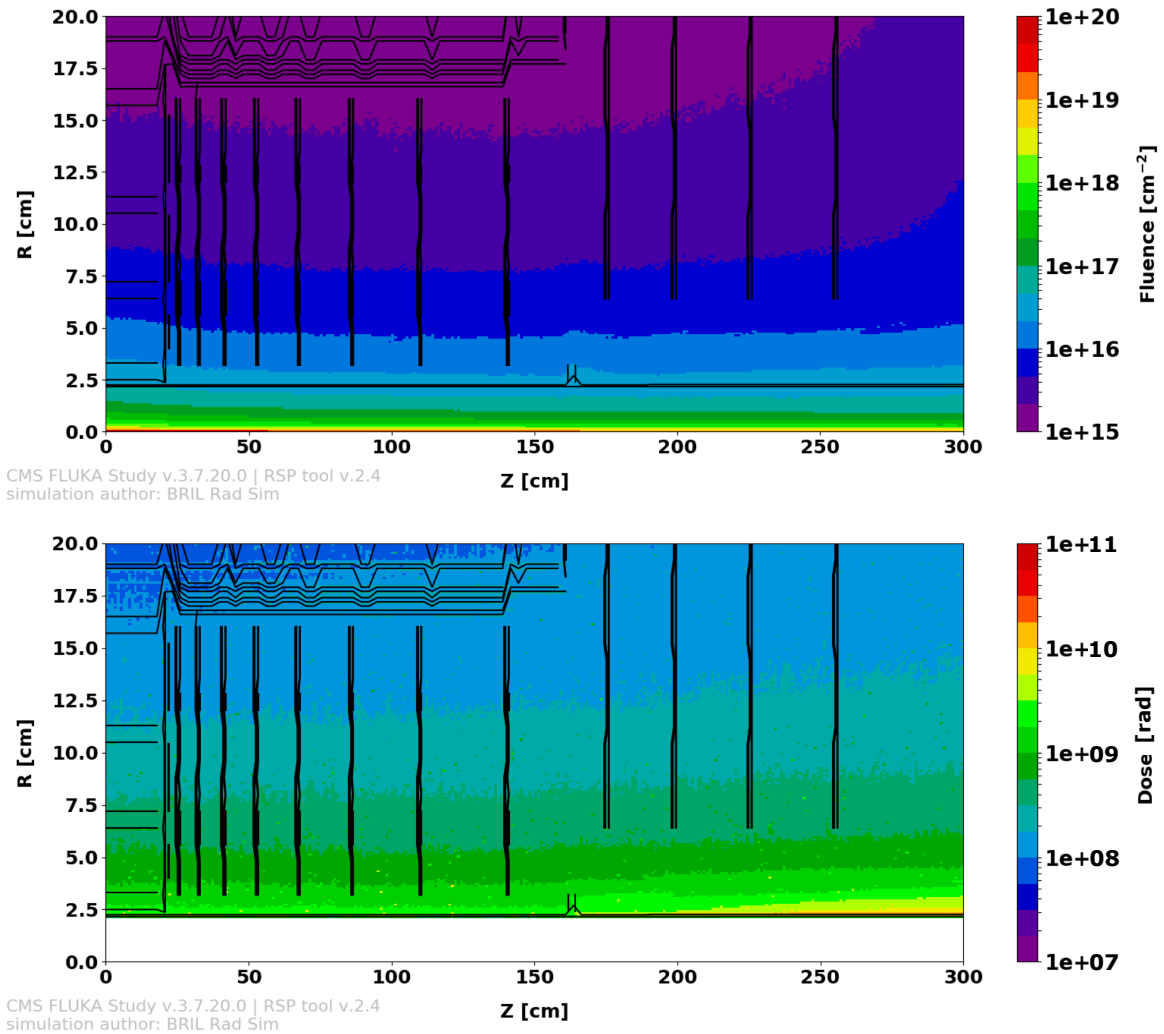 20.0
17.5
15.0
12.5
10.0
7.5
5.0
2.5
0.0
R [cm]
0 50 100 150 200 250 300
Z [cm]
1e+20
1e+19
1e+18
1e+17
1e+16
1e+15
Fluence [cm−2]
CMS FLUKA Study v.3.7.20.0 | RSP tool v.2.4
simulation author: BRIL Rad Sim
20.0
17.5
15.0
12.5
10.0
7.5
5.0
2.5
0.0
R [cm]
0 50 100 150 200 250 300
Z [cm]
1e+11
1e+10
1e+09
1e+08
1e+07
Dose [rad]
CMS FLUKA Study v.3.7.20.0 | RSP tool v.2.4
simulation author: BRIL Rad Sim